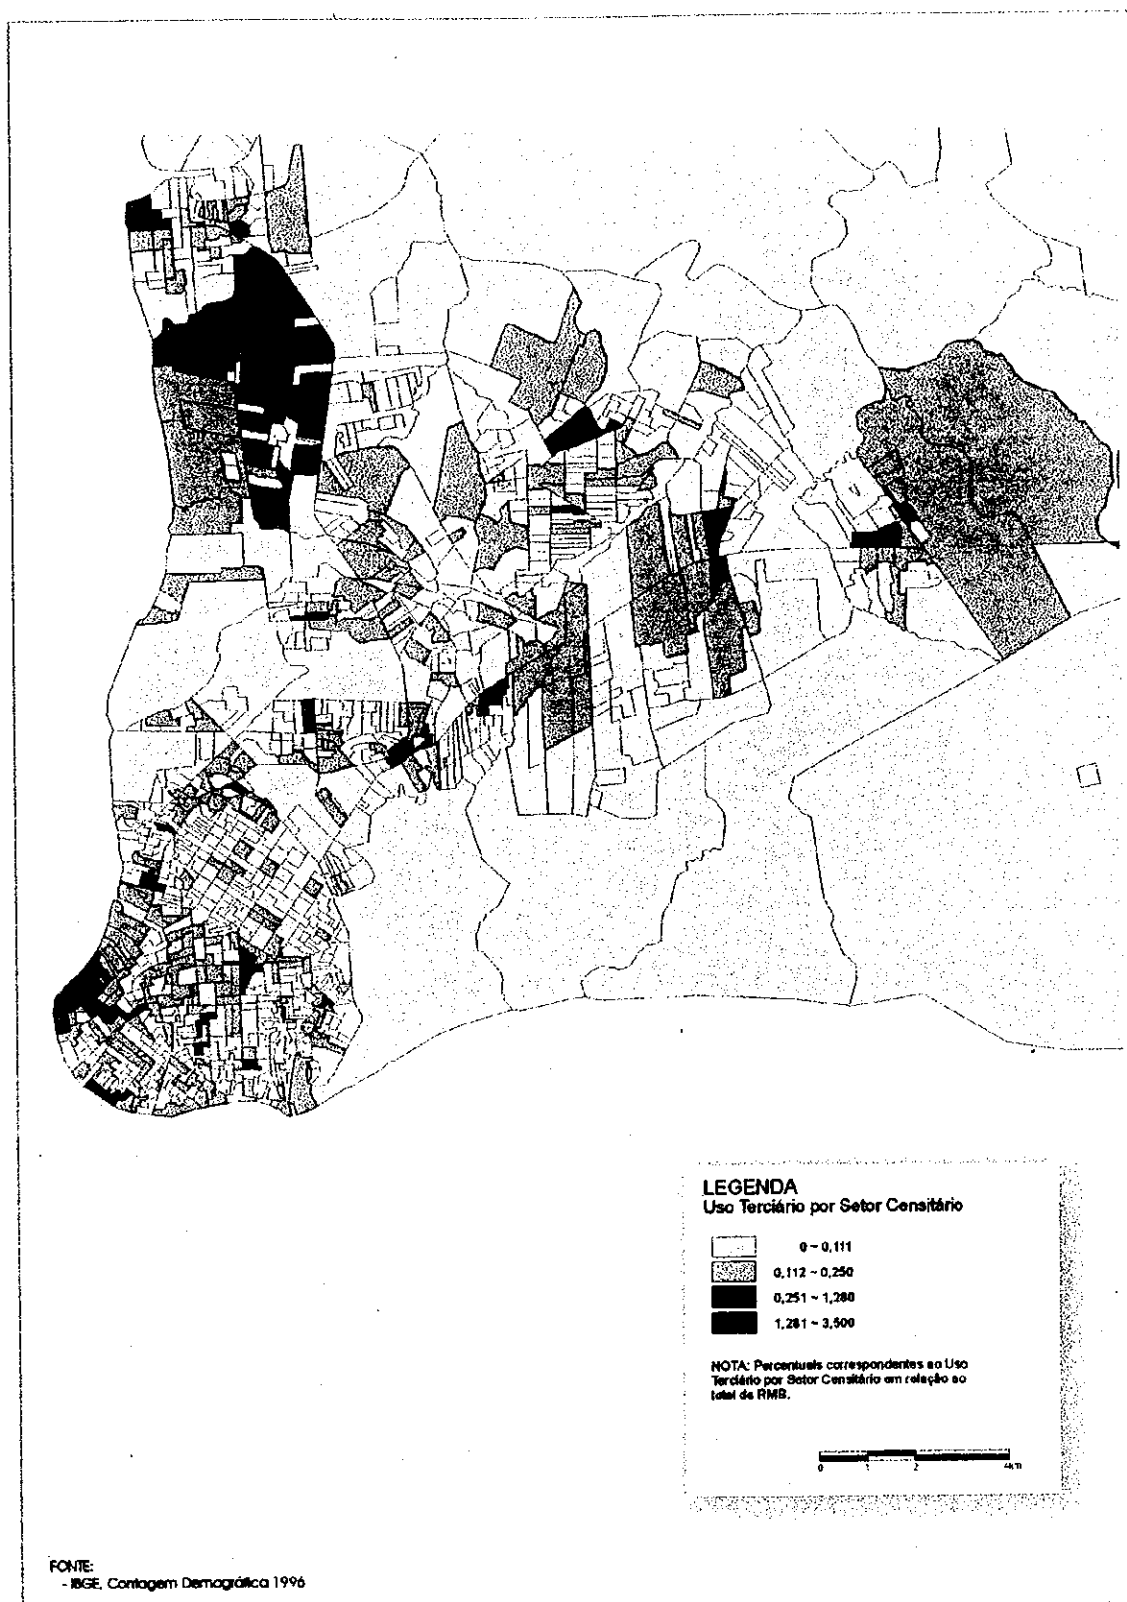 LEGENDA
Uso Terciário por Setor Censitário
0 ~ 0,111
0,112 ~ 0,250
0,251 ~ 1,280
1,281 ~ 3,500
NOTA: Percentuais correspondentes ao Uso
Terciário por Setor Censitário em relação ao
total da RMB.
0 1 2 4km
FONTE:
- IBGE, Contagem Demográfica 1996